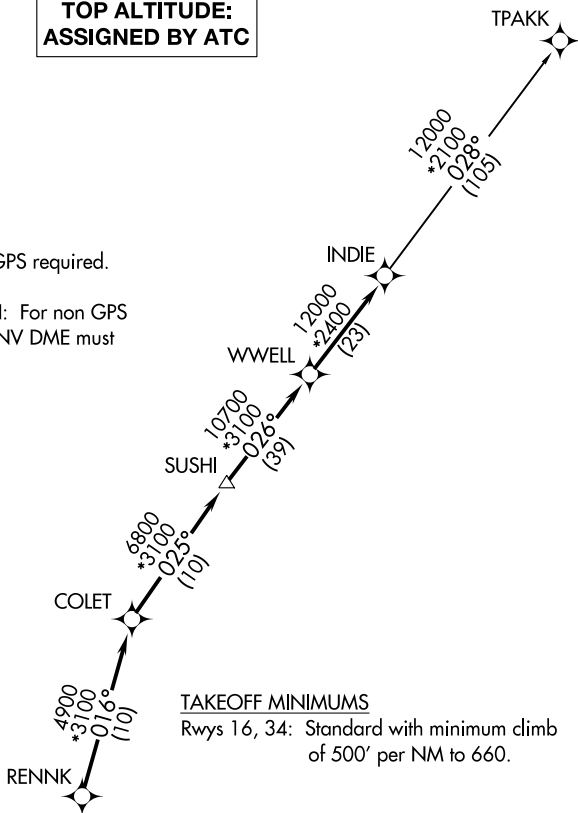 TOP ALTITUDE:
ASSIGNED BY ATC
TPAKK
12000
*2100
028°
(105)
GPS required.
INDIE
: For non GPS
NV DME must
12000
*2400
(23)
WWELL
10700
*3100
026°
(39)
SUSHI
6800
*3100
025°
(10)
COLET
4900
*3100
016°
(10)
TAKEOFF MINIMUMS
Rwys 16, 34: Standard with minimum climb
of 500' per NM to 660.
RENNK